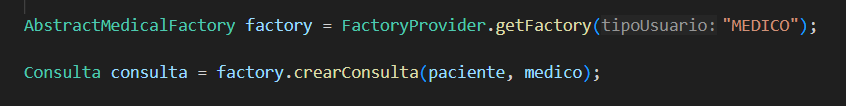 AbstractMedicalFactory factory = FactoryProvider.getFactory(tipoUsuario: "MEDICO");
Consulta consulta = factory.crearConsulta(paciente, medico);